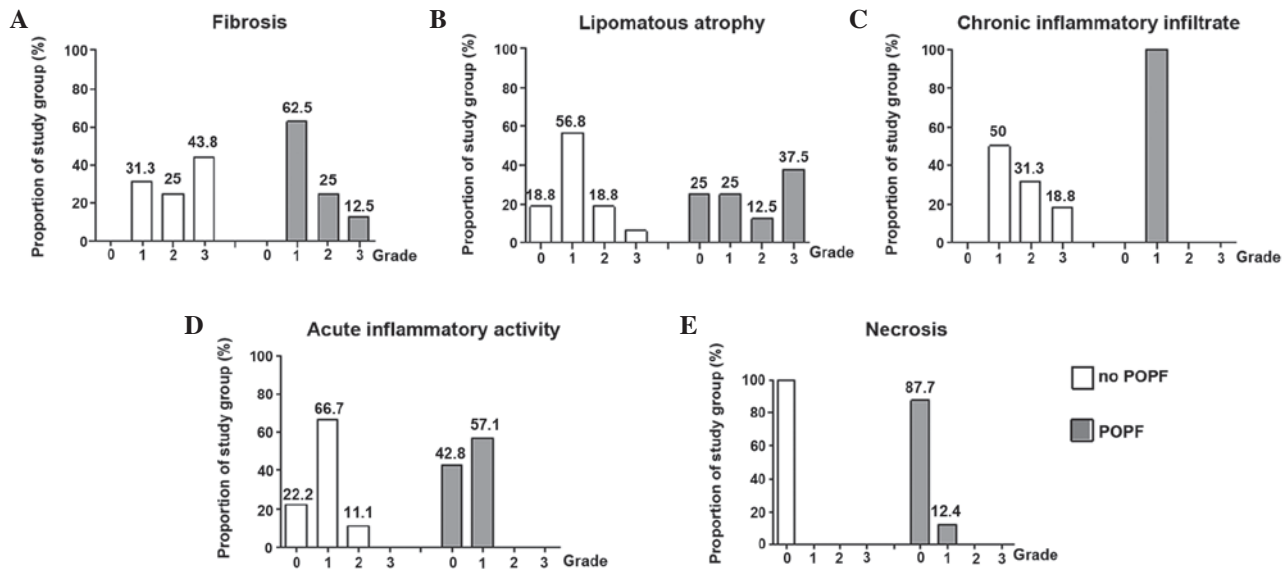 A
Fibrosis
Proportion of study group (%)
100
80
60
40
20
0
31.3
25
43.8
62.5
25
12.5
0 1 2 3 0 1 2 3 Grade
B
Lipomatous atrophy
Proportion of study group (%)
100
80
60
40
20
0
18.8
56.8
18.8
25
25
12.5
37.5
0 1 2 3 0 1 2 3 Grade
C
Chronic inflammatory infiltrate
Proportion of study group (%)
100
80
60
40
20
0
50
31.3
18.8
0 1 2 3 0 1 2 3 Grade
D
Acute inflammatory activity
Proportion of study group (%)
100
80
60
40
20
0
22.2
66.7
11.1
42.8
57.1
0 1 2 3 0 1 2 3 Grade
E
Necrosis
Proportion of study group (%)
100
80
60
40
20
0
87.7
12.4
0 1 2 3 0 1 2 3 Grade
no POPF
POPF